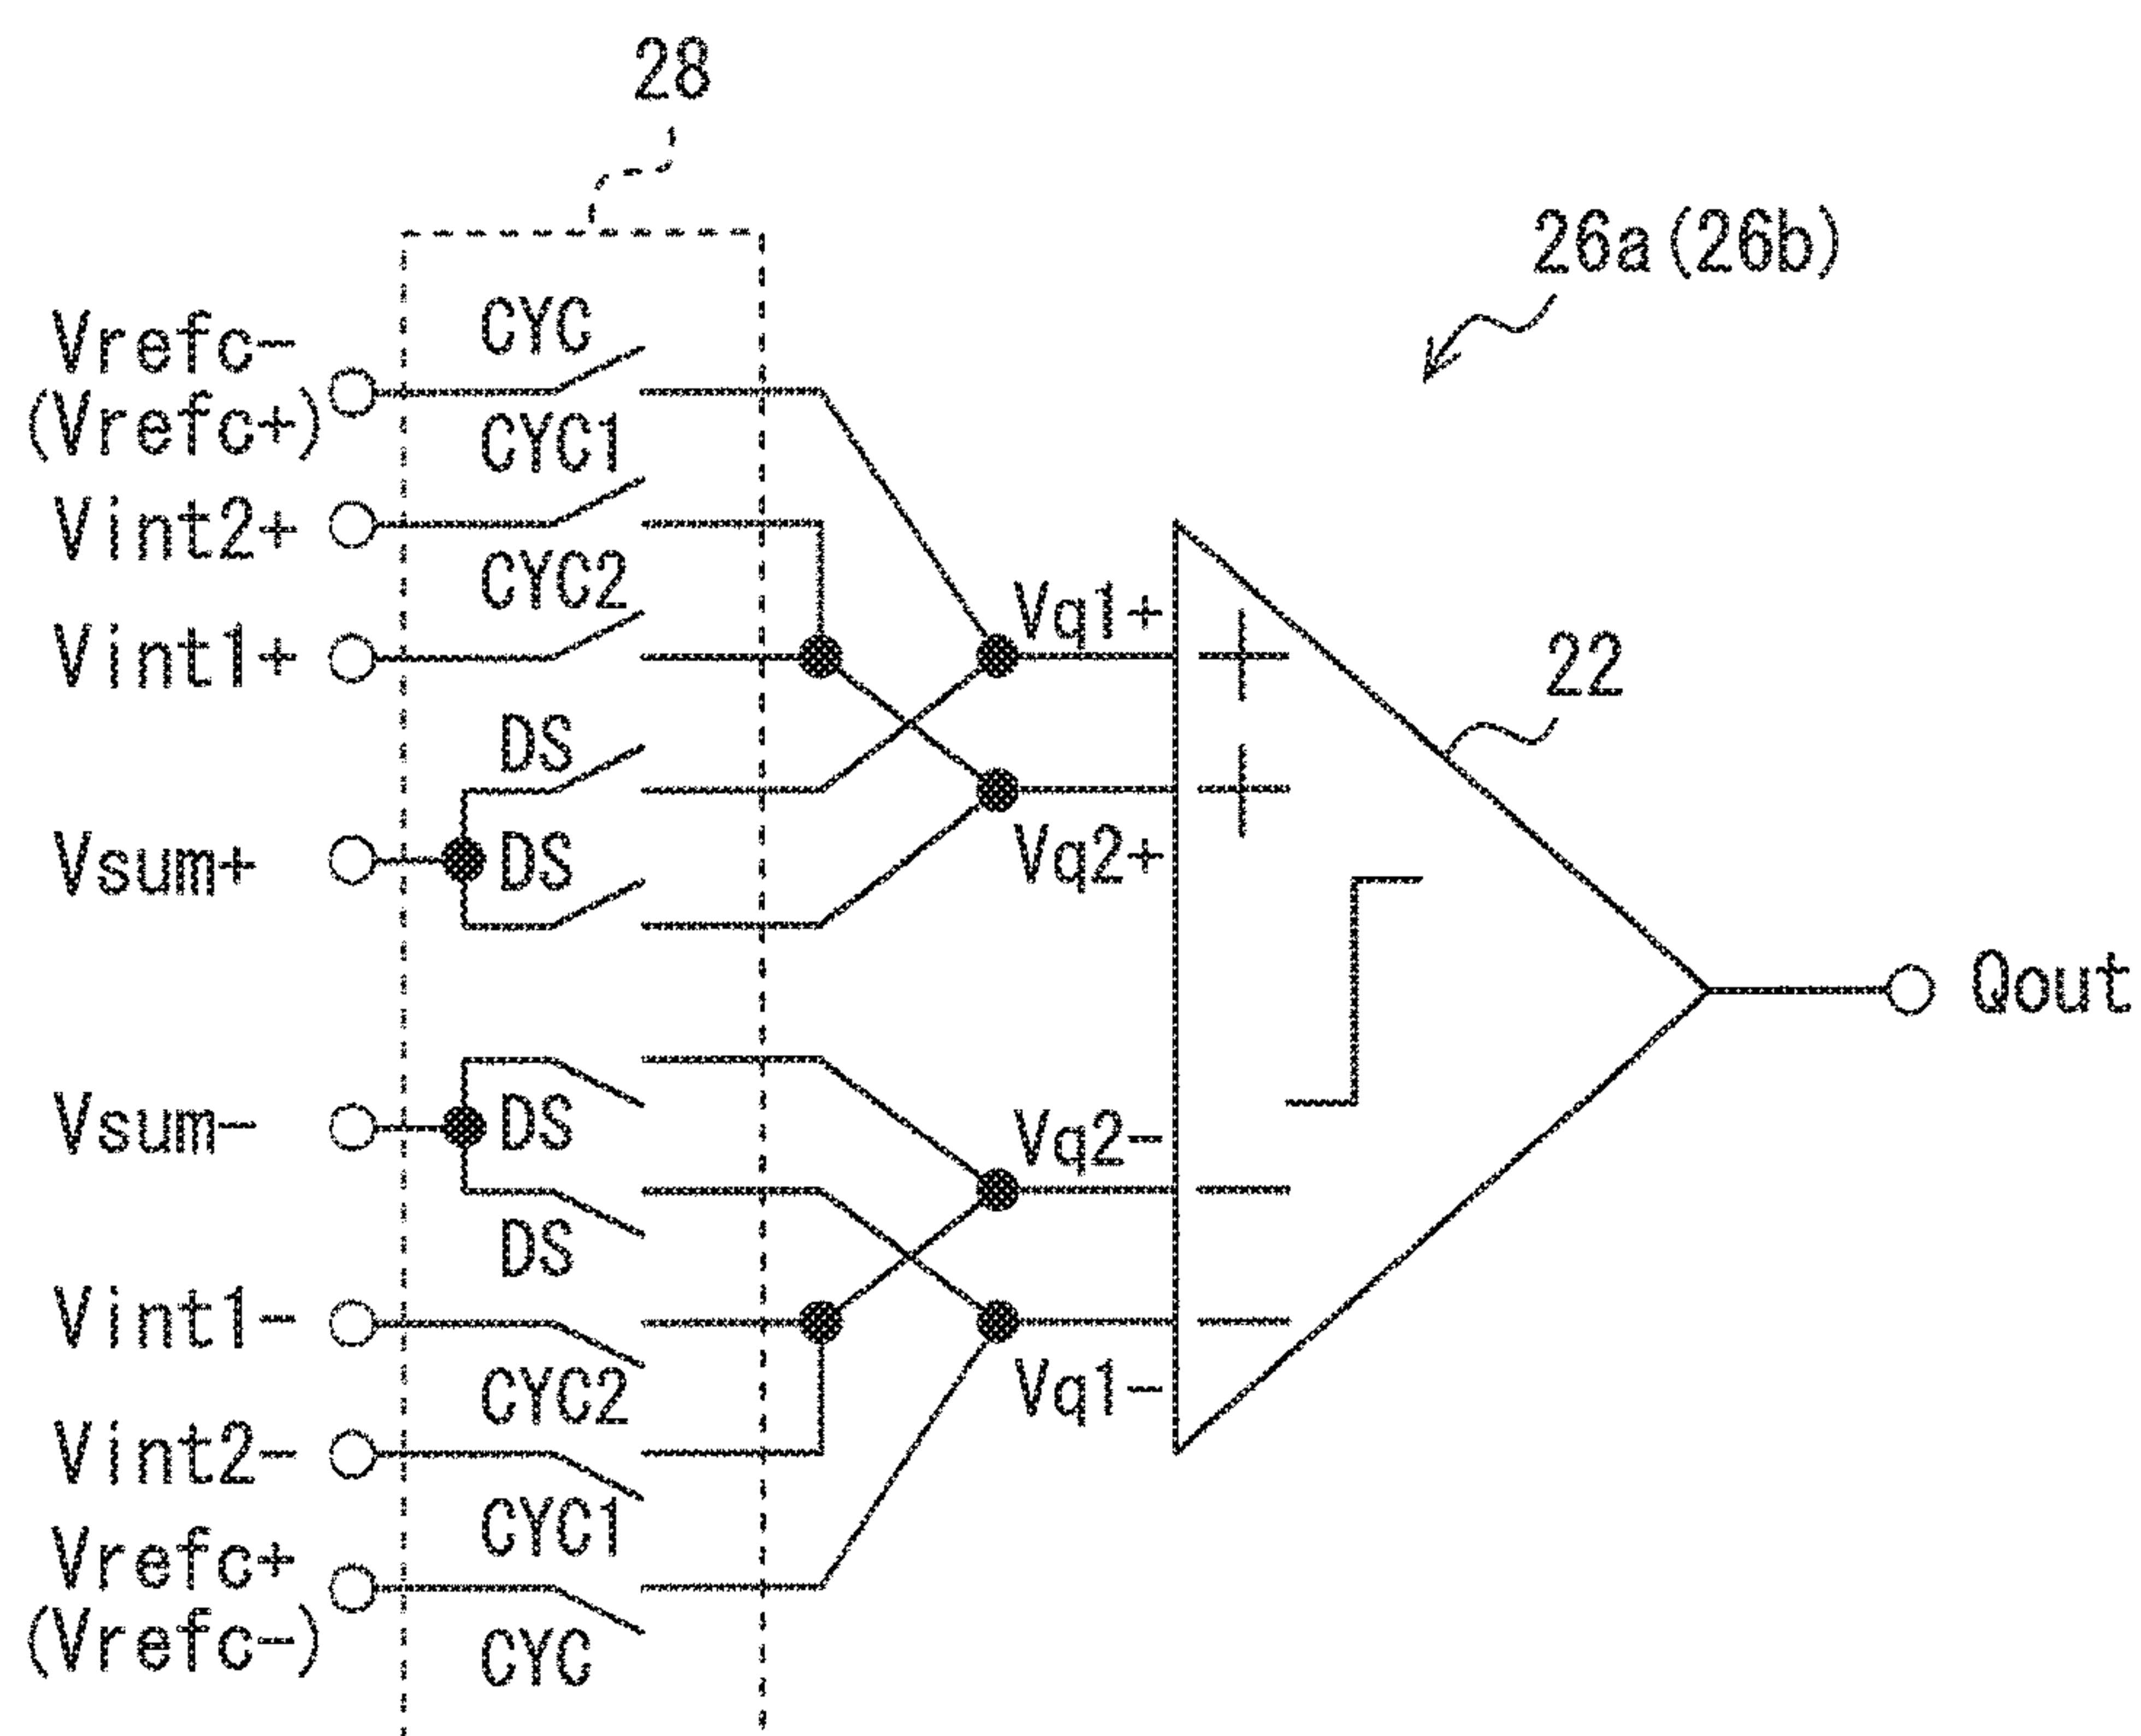 28
26a(26b)
CYC
Vrefc-
(Vrefc+)
CYC1
Vint2+
CYC2
Vq1+
Vint1+
22
DS
Vsum+
DS
Vq2+
Qout
Vsum-
DS
Vq2-
DS
Vint1-
CYC2
Vq1-
Vint2-
CYC1
Vrefc+
(Vrefc-)
CYC